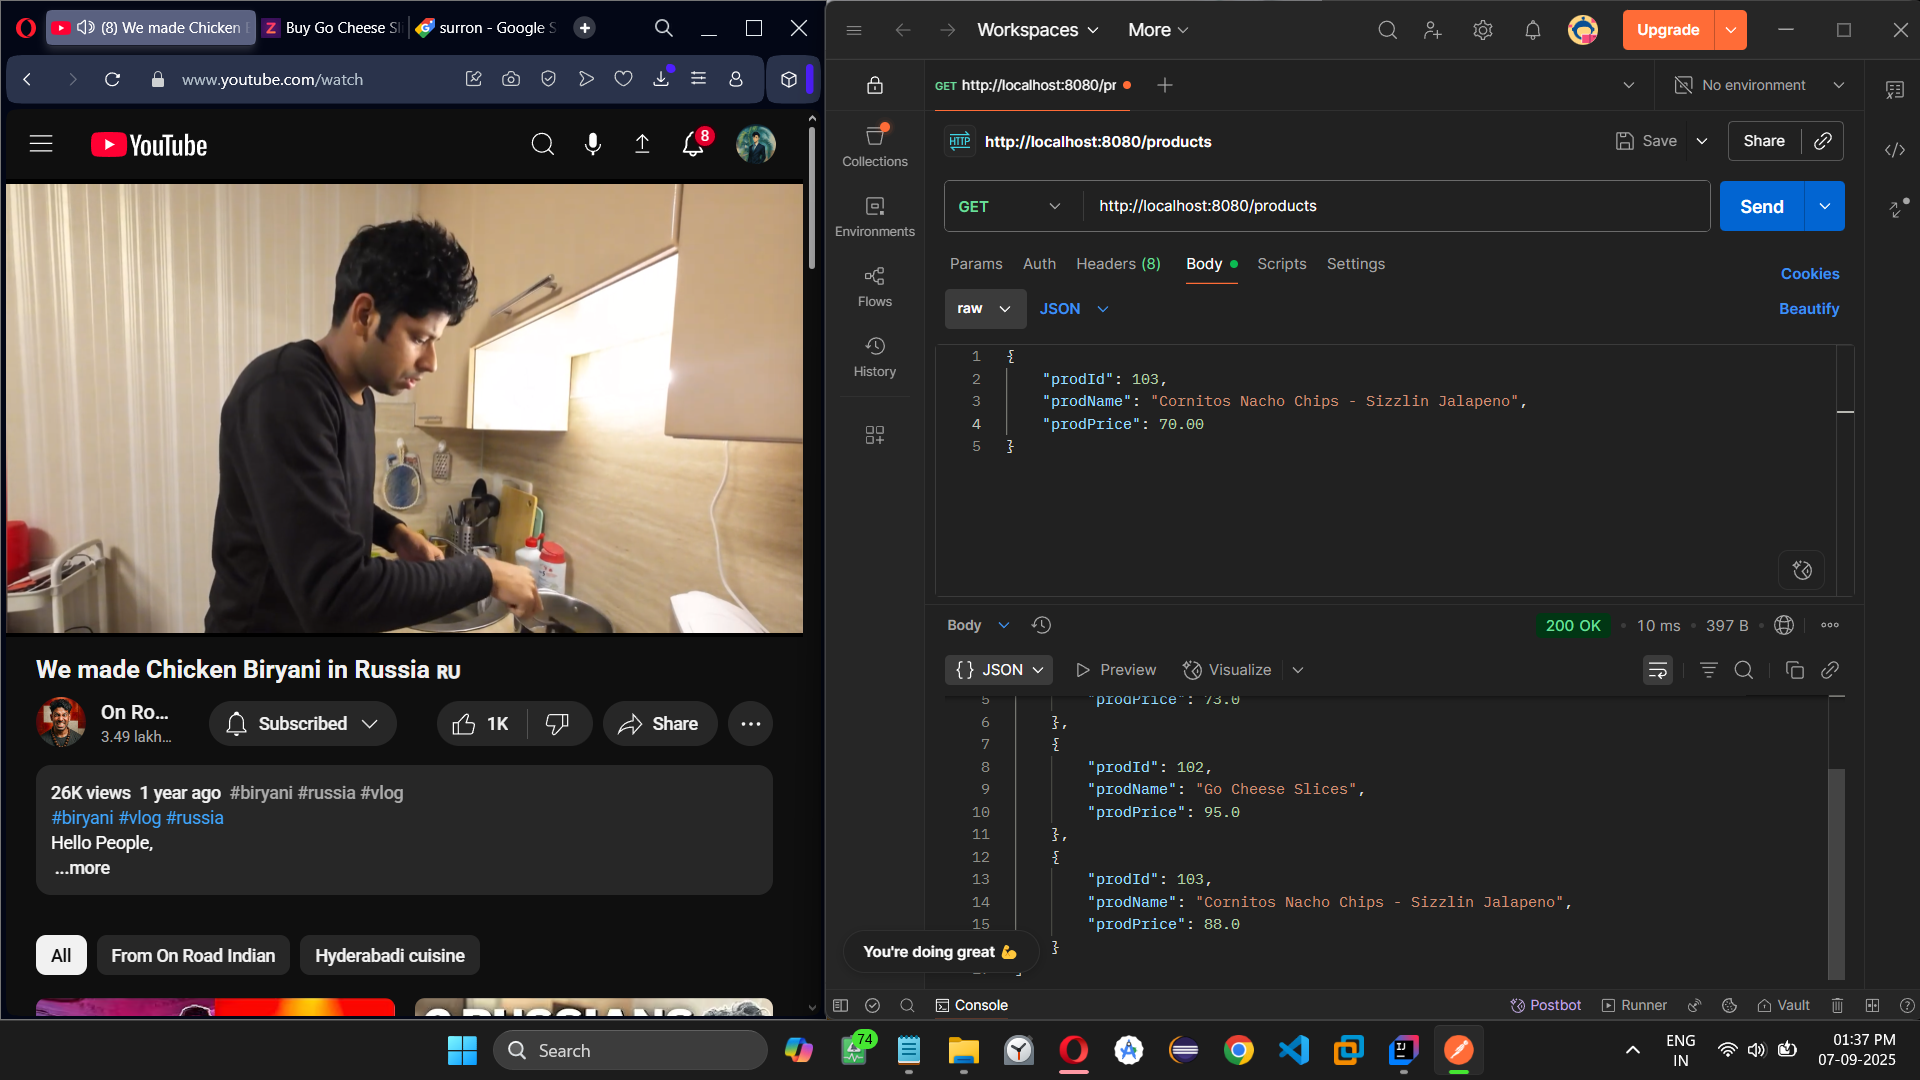 (8) We made Chicken
Buy Go Cheese Sli
surron - Google S
www.youtube.com/watch
YouTube
8
We made Chicken Biryani in Russia RU
On Ro...
3.49 lakh...
Subscribed
1K
Share
26K views 1 year ago #biryani #russia #vlog
#biryani #vlog #russia
Hello People,
...more
All
From On Road Indian
Hyderabadi cuisine
Workspaces
More
Upgrade
GET http://localhost:8080/pr
No environment
Collections
Environments
Flows
History
HTTP
http://localhost:8080/products
Save
Share
GET
http://localhost:8080/products
Send
Params
Auth
Headers (8)
Body
Scripts
Settings
Cookies
raw
JSON
Beautify
1 {
2 "prodId": 103,
3 "prodName": "Cornitos Nacho Chips - Sizzlin Jalapeno",
4 "prodPrice": 70.00
5 }
Body
200 OK
10 ms
397 B
{} JSON
Preview
Visualize
5 "prodPrice": 73.0
6 },
7 {
8 "prodId": 102,
9 "prodName": "Go Cheese Slices",
10 "prodPrice": 95.0
11 },
12 {
13 "prodId": 103,
14 "prodName": "Cornitos Nacho Chips - Sizzlin Jalapeno",
15 "prodPrice": 88.0
}
You're doing great 💪
Console
Postbot
Runner
Vault
Search
74
ENG
IN
01:37 PM
07-09-2025